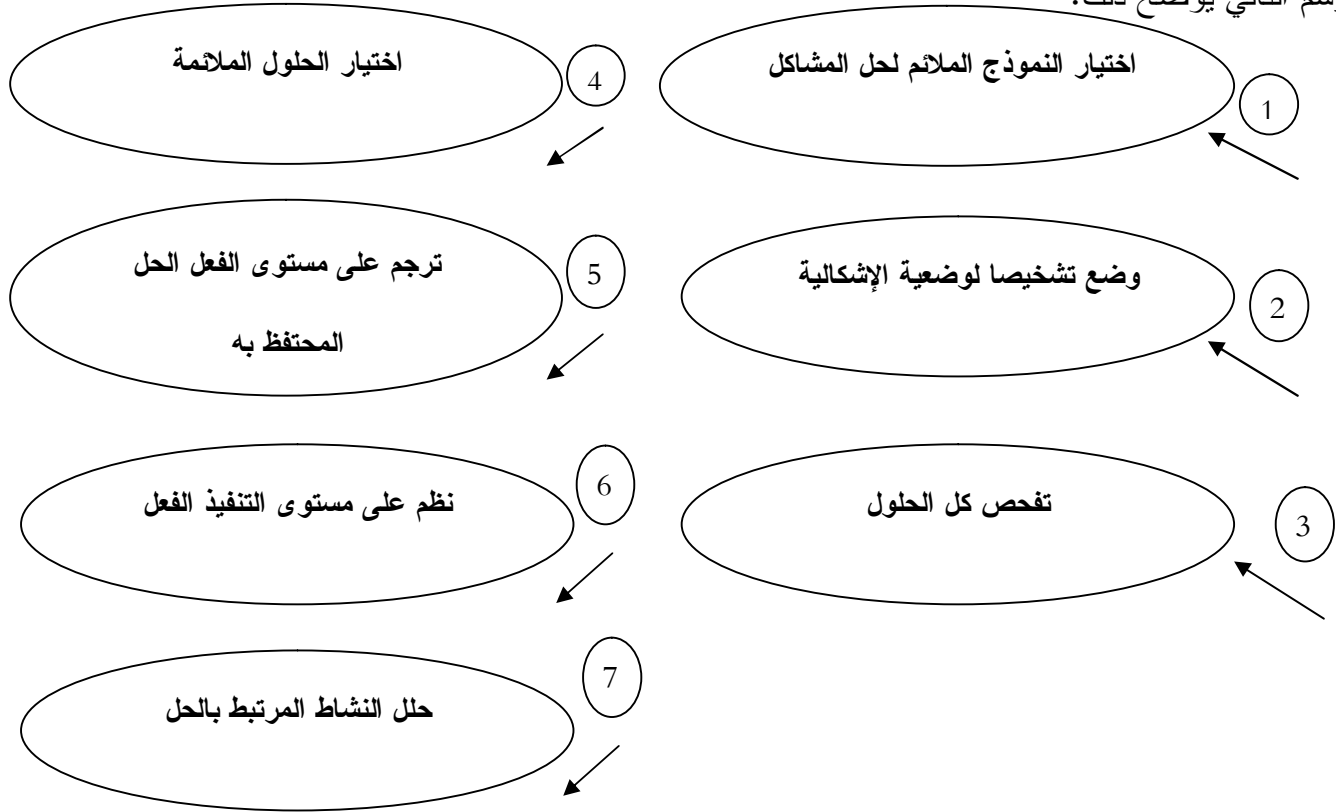 يوضح ذلك:
1
اختيار النموذج الملائم لحل المشاكل
2
وضع تشخيصا لوضعية الإشكالية
3
تفحص كل الحلول
4
اختيار الحلول الملائمة
5
ترجم على مستوى الفعل الحل
المحتفظ به
6
نظم على مستوى التنفيذ الفعل
7
حلل النشاط المرتبط بالحل